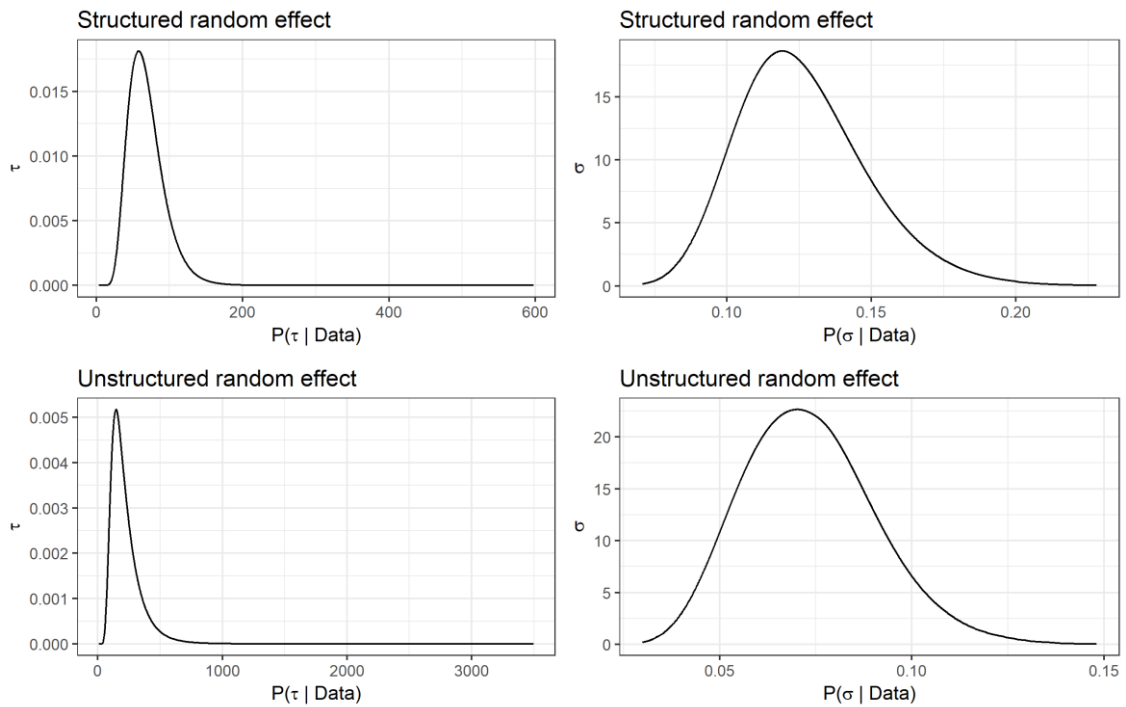 Structured random effect
0.015
0.010
0.005
0.000
τ
0 200 400 600
P(τ | Data)
Structured random effect
15
10
5
0
σ
0.10 0.15 0.20
P(σ | Data)
Unstructured random effect
0.005
0.004
0.003
0.002
0.001
0.000
τ
0 1000 2000 3000
P(τ | Data)
Unstructured random effect
20
15
10
5
0
σ
0.05 0.10 0.15
P(σ | Data)